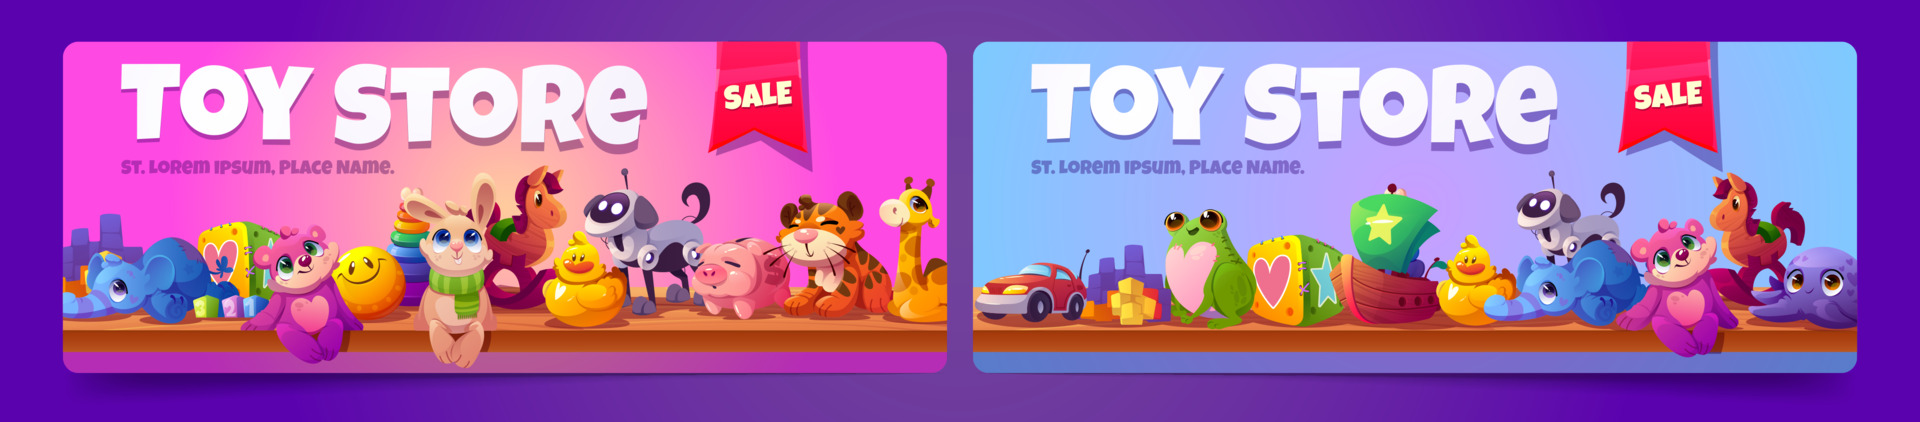 TOY STORE
SALE
ST. LOREM IPSUM, PLACE NAME.
TOY STORE
SALE
ST. LOREM IPSUM, PLACE NAME.